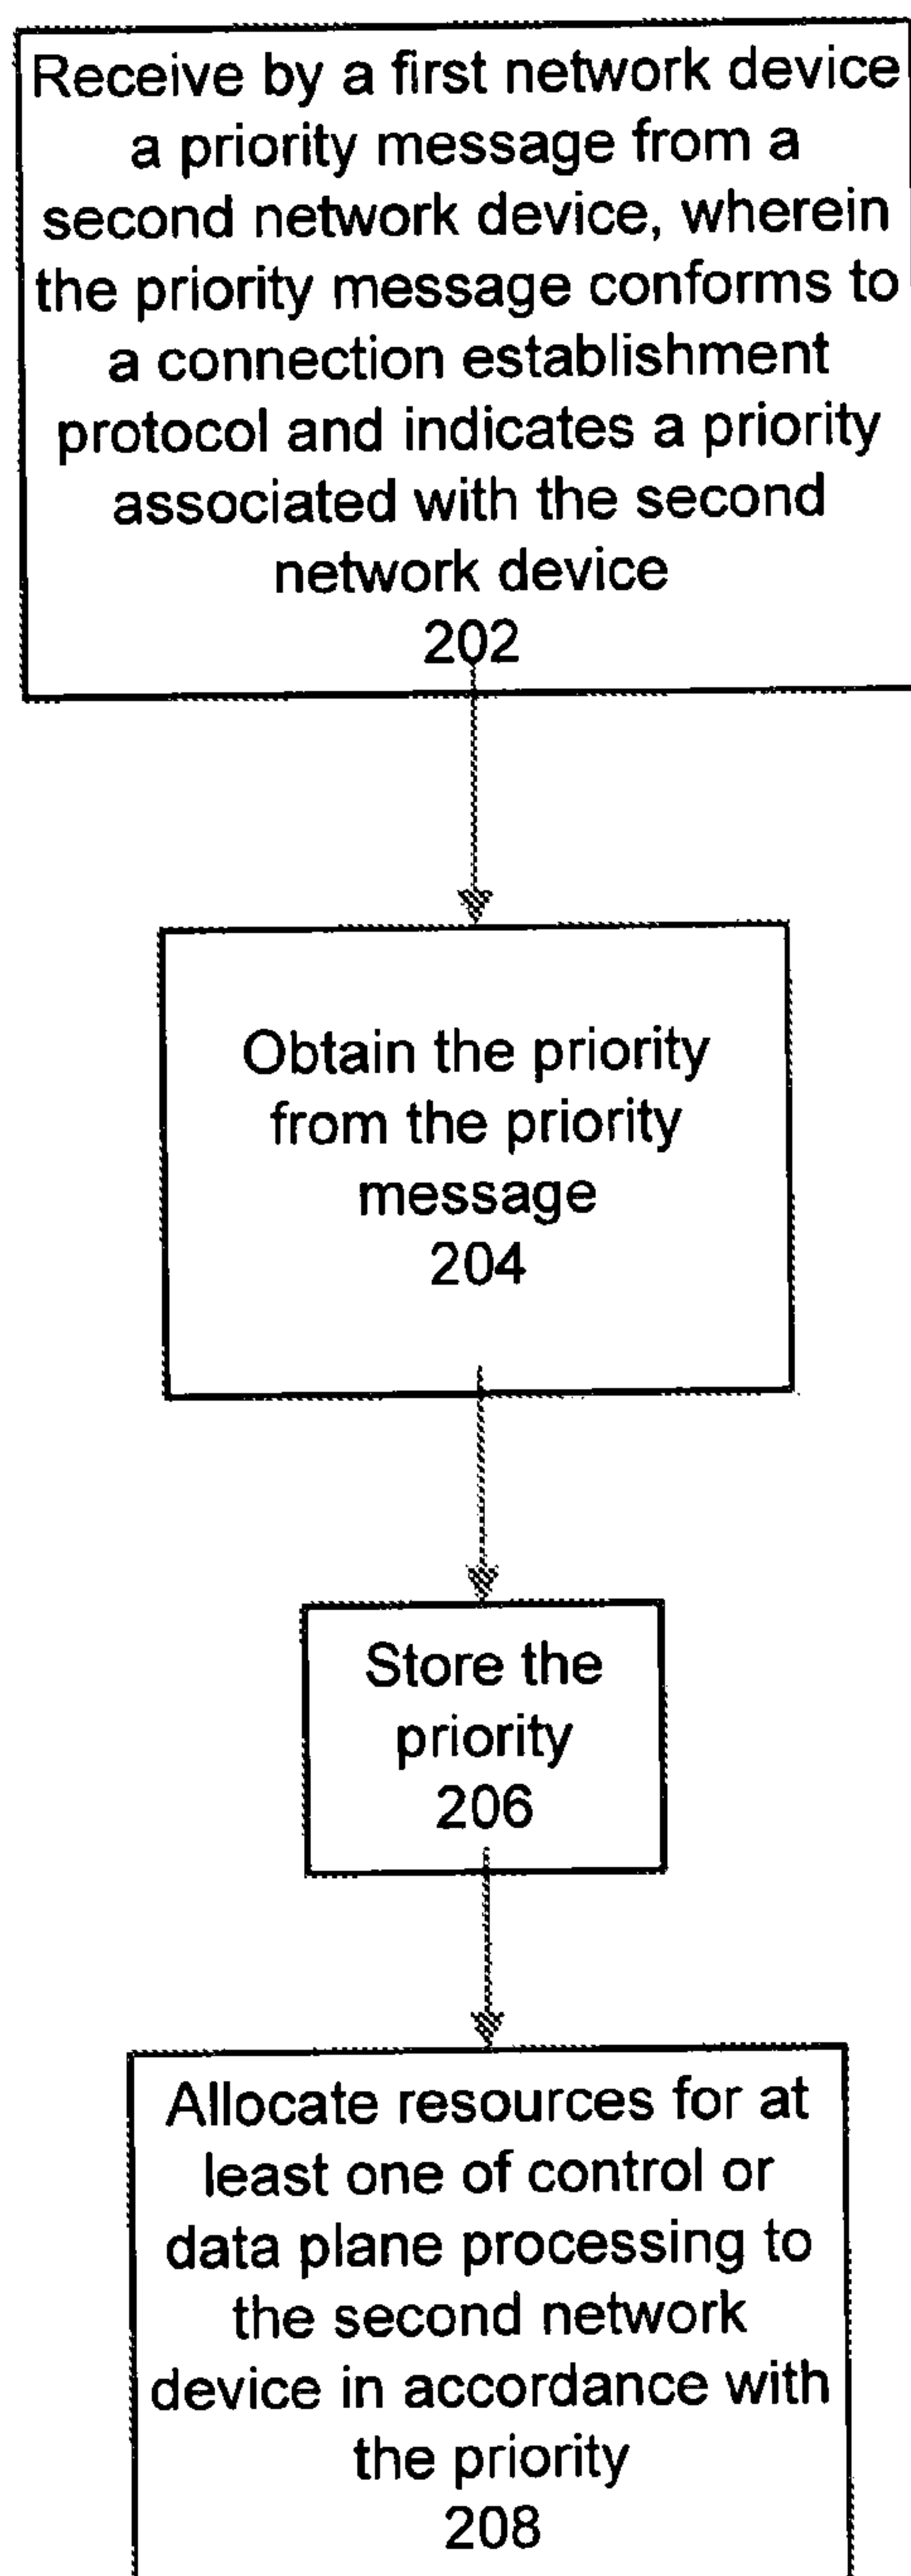 Receive by a first network device
a priority message from a
second network device, wherein
the priority message conforms to
a connection establishment
protocol and indicates a priority
associated with the second
network device
202
Obtain the priority
from the priority
message
204
Store the
priority
206
Allocate resources for at
least one of control or
data plane processing to
the second network
device in accordance with
the priority
208